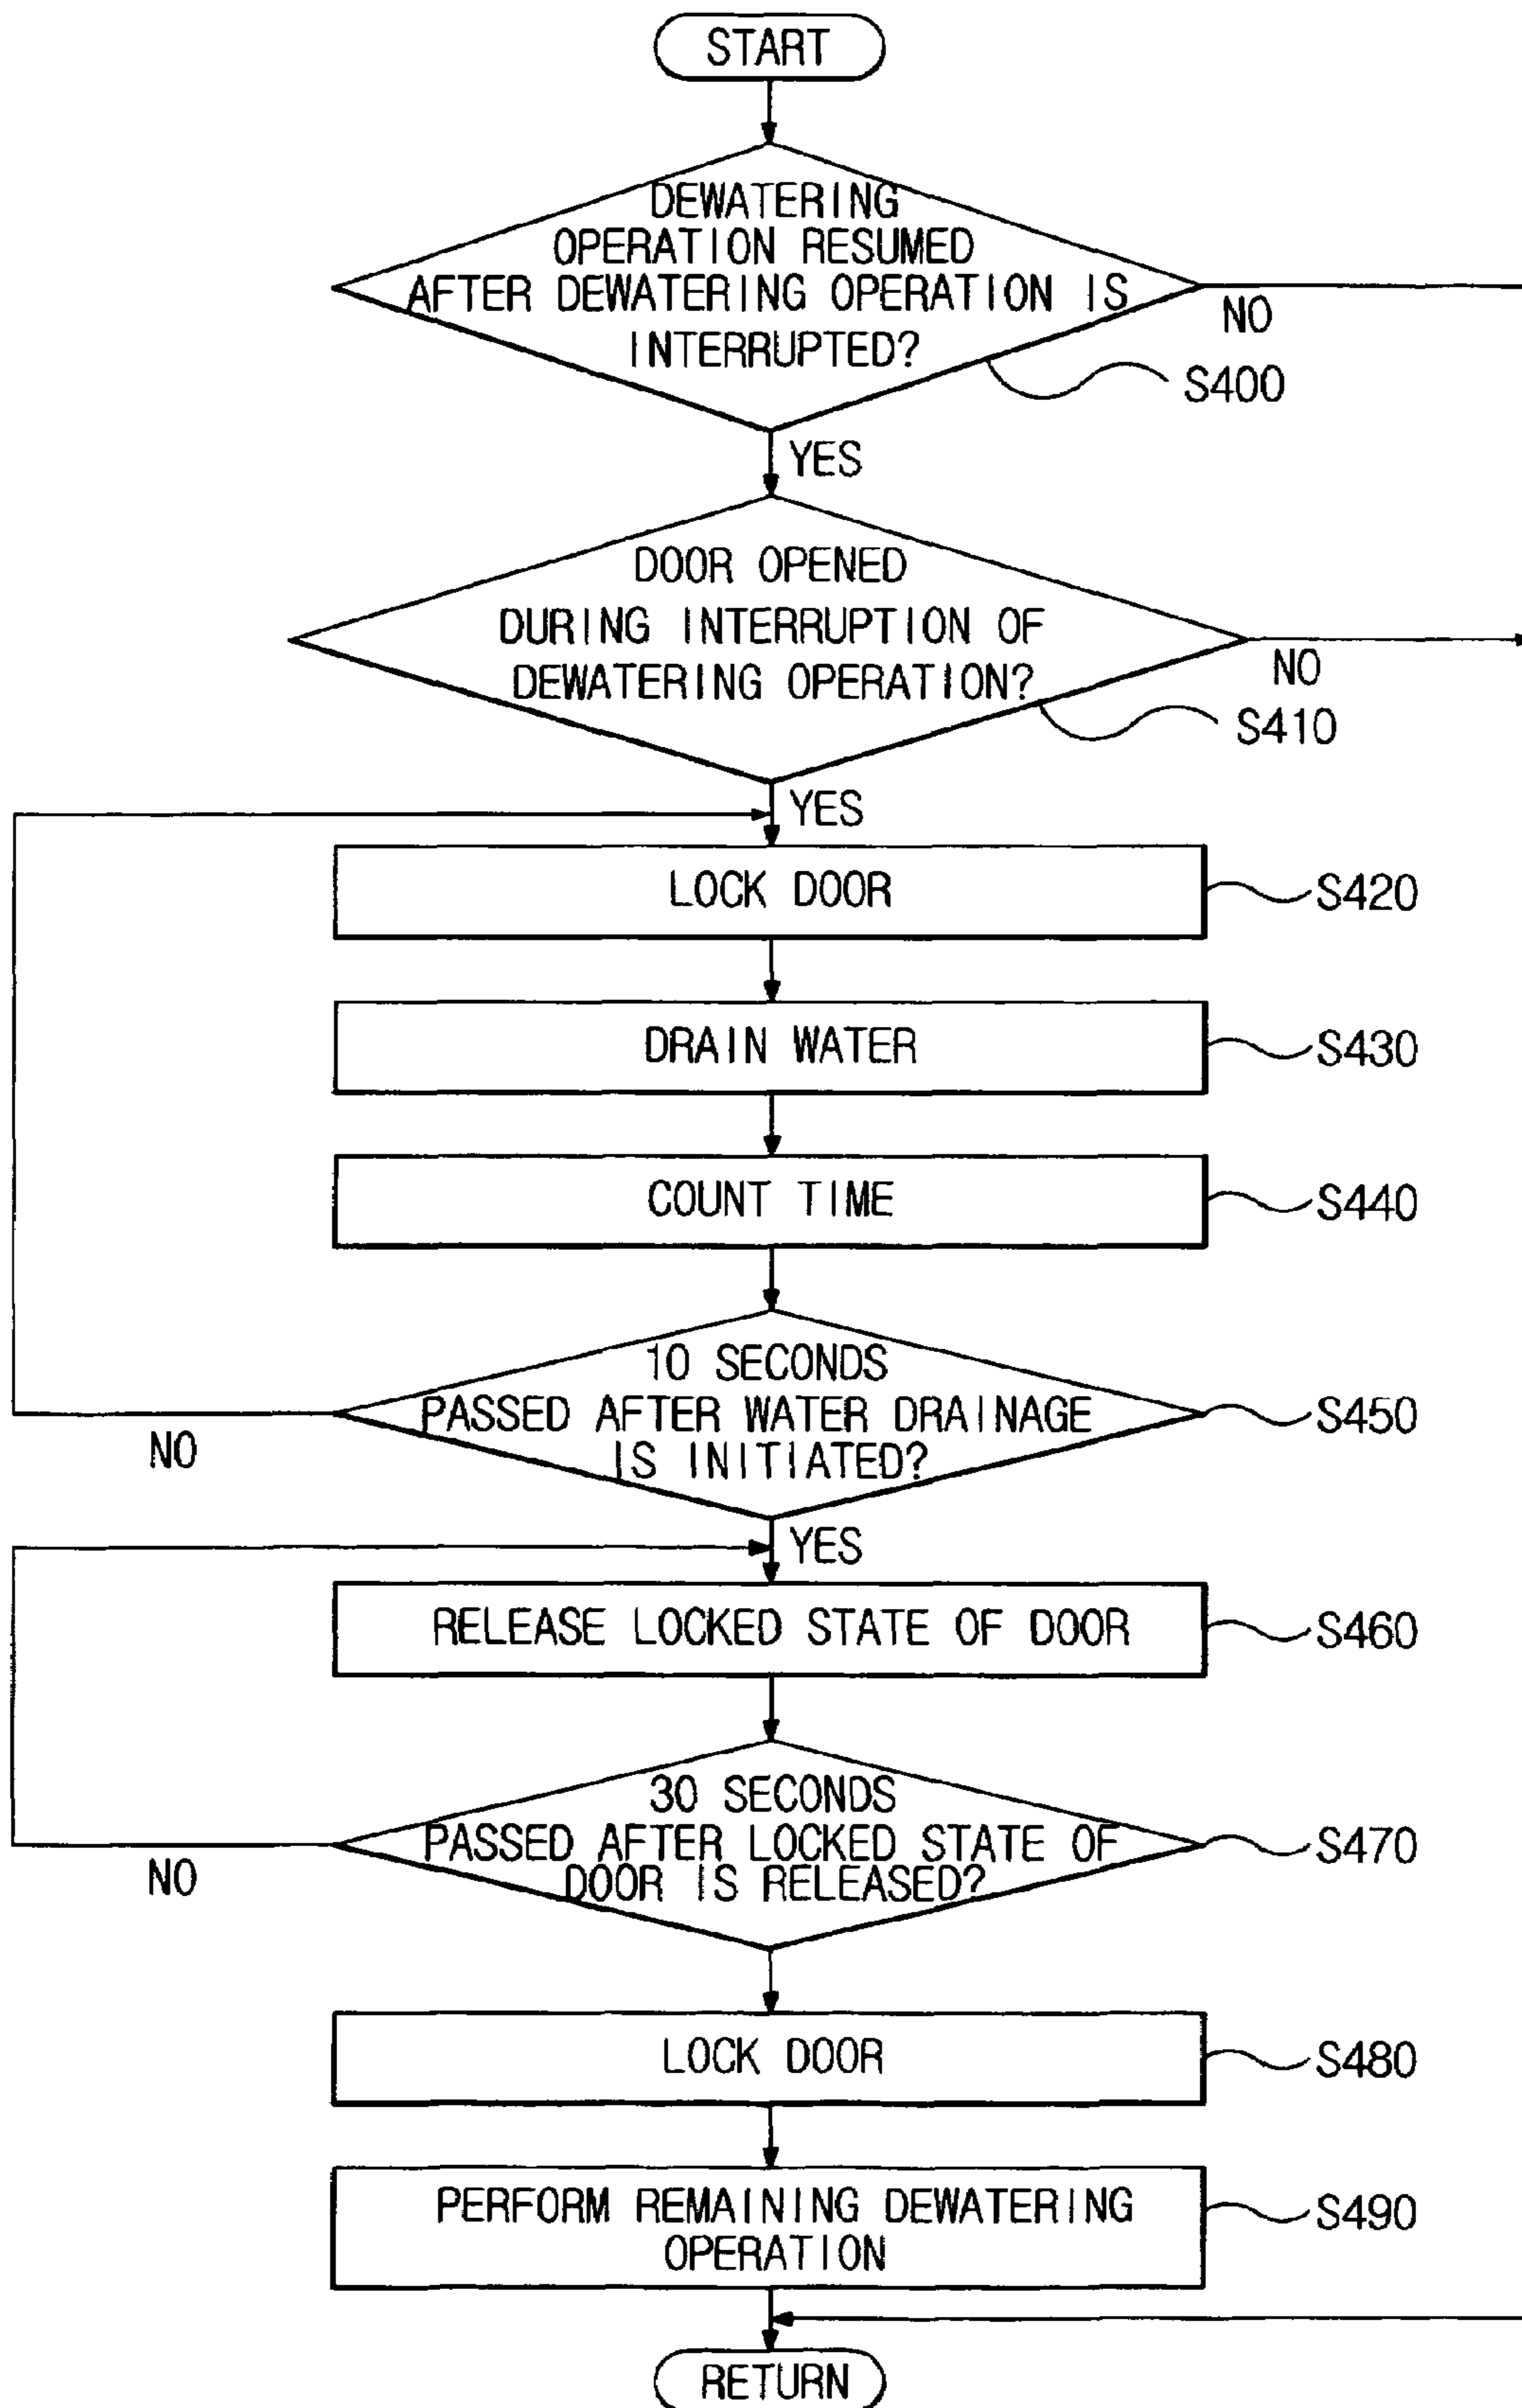 START
DEWATERING
OPERATION RESUMED
AFTER DEWATERING OPERATION IS
INTERRUPTED?
NO
S400
YES
DOOR OPENED
DURING INTERRUPTION OF
DEWATERING OPERATION?
NO
S410
YES
LOCK DOOR
S420
DRAIN WATER
S430
COUNT TIME
S440
10 SECONDS
PASSED AFTER WATER DRAINAGE
IS INITIATED?
S450
NO
YES
RELEASE LOCKED STATE OF DOOR
S460
30 SECONDS
PASSED AFTER LOCKED STATE OF
DOOR IS RELEASED?
S470
NO
LOCK DOOR
S480
PERFORM REMAINING DEWATERING
OPERATION
S490
RETURN